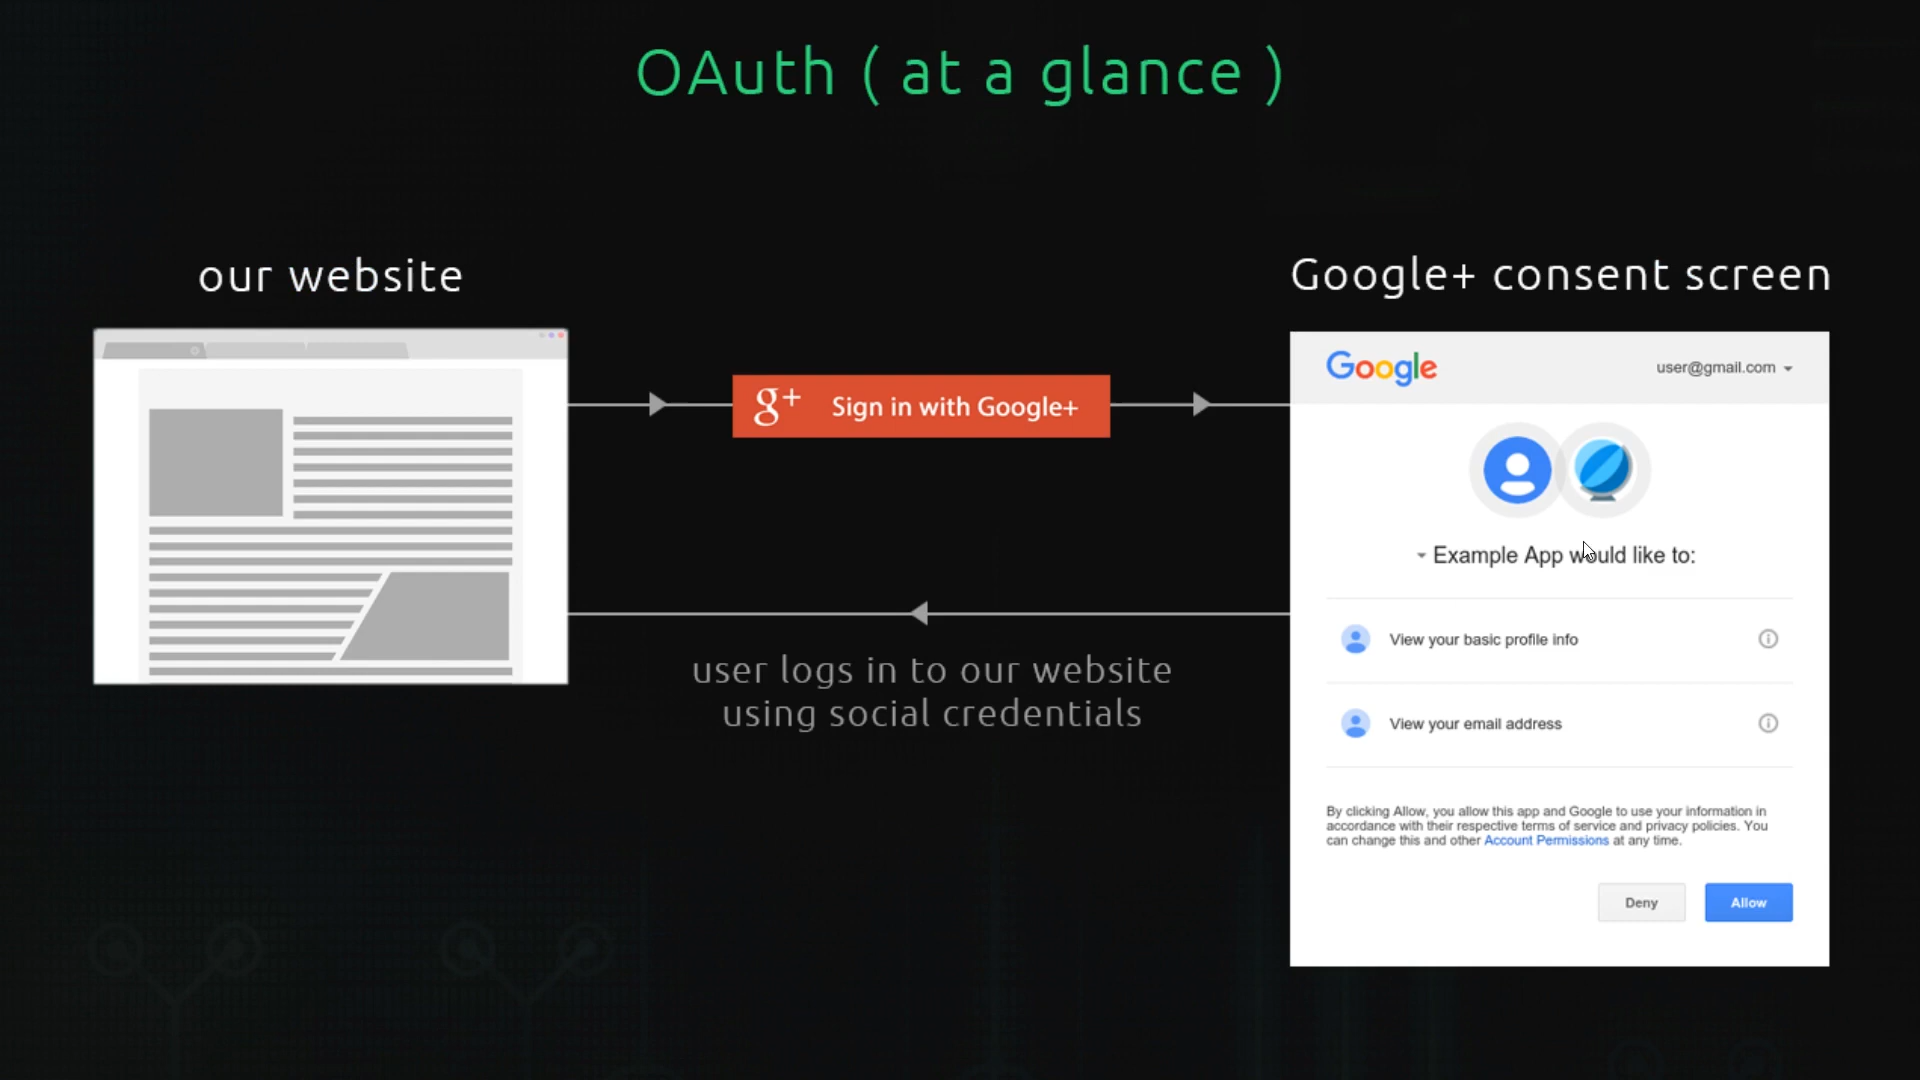 OAuth ( at a glance )
our website
Google+ consent screen
g+ Sign in with Google+
Google
user@gmail.com
Example App would like to:
View your basic profile info
View your email address
user logs in to our website
using social credentials
By clicking Allow, you allow this app and Google to use your information in
accordance with their respective terms of service and privacy policies. You
can change this and other Account Permissions at any time.
Deny
Allow